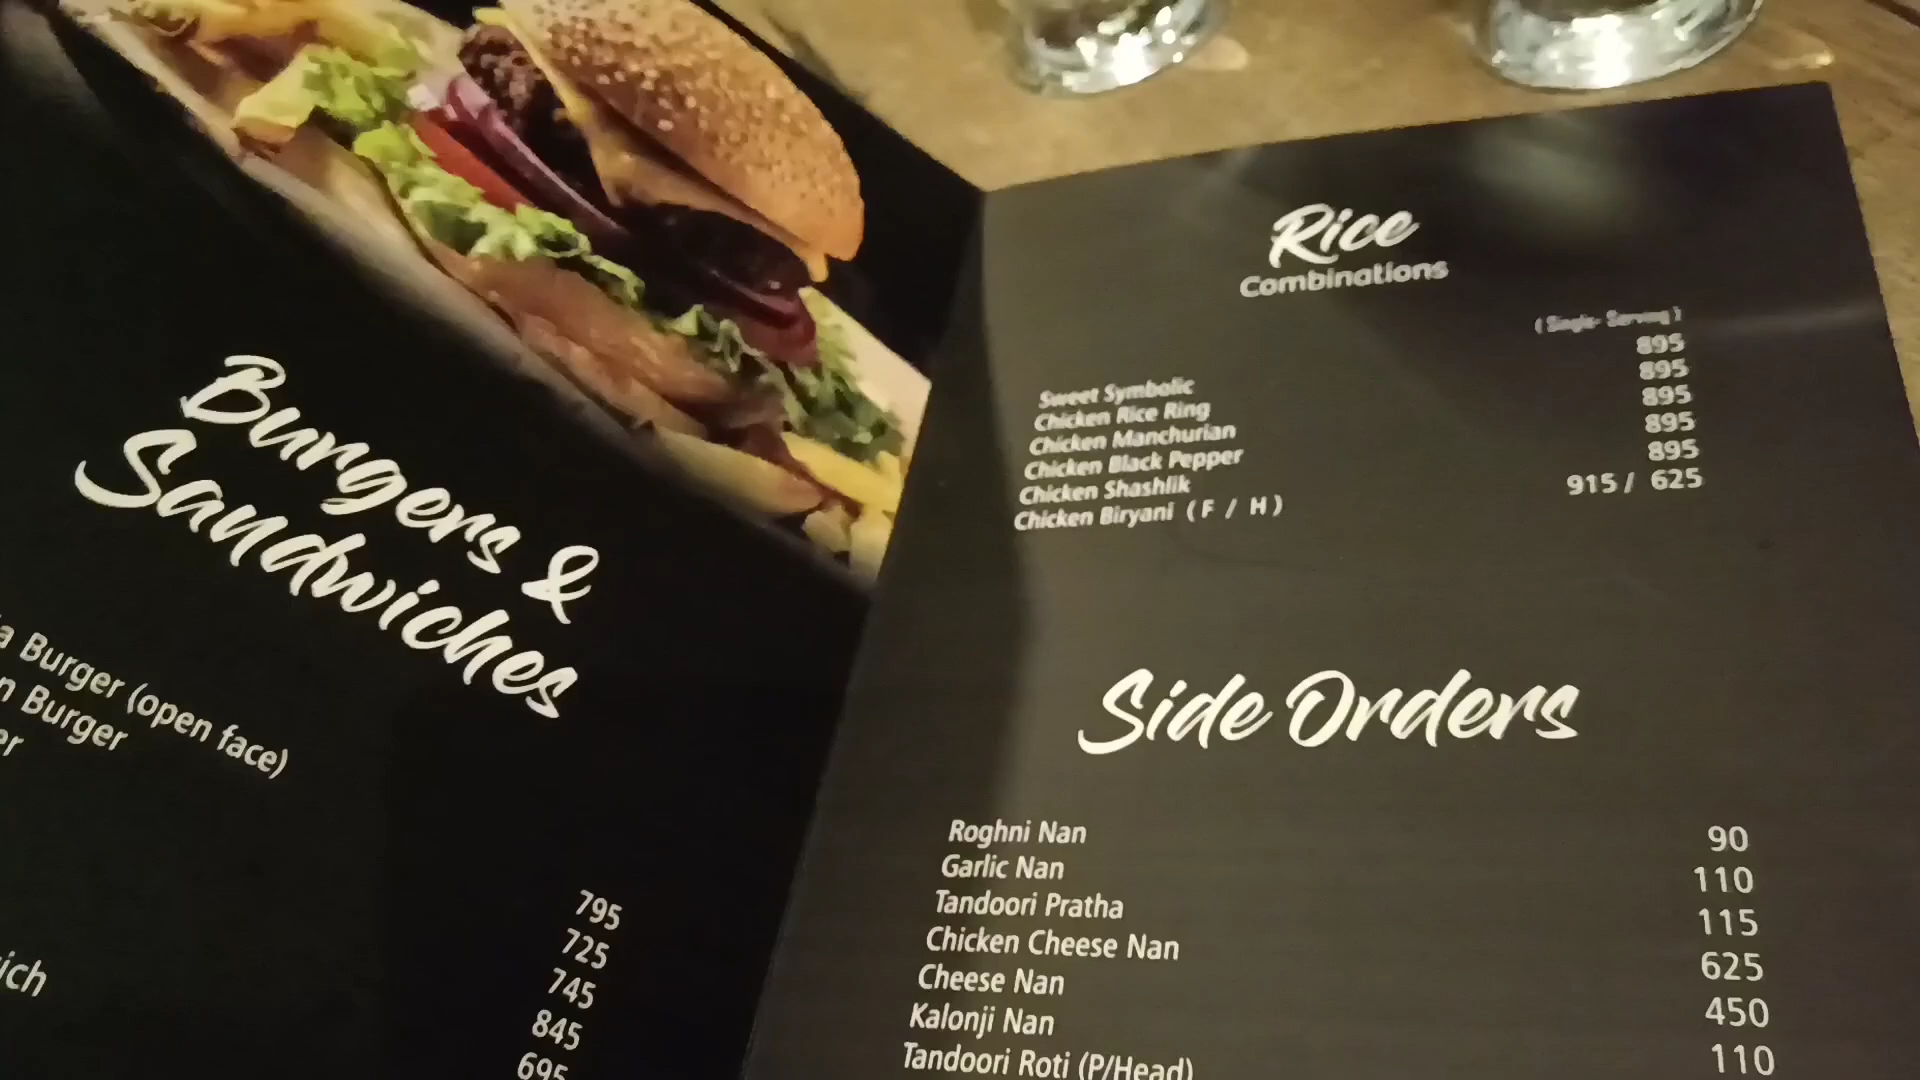 Burgers &
Sandwiches
a Burger (open face)
n Burger
er
ich
795
725
745
845
695
Rice
Combinations
( Single- Serving )
Sweet Symbolic 895
Chicken Rice Ring 895
Chicken Manchurian 895
Chicken Black Pepper 895
Chicken Shashlik 895
Chicken Biryani ( F / H ) 915 / 625
Side Orders
Roghni Nan 90
Garlic Nan 110
Tandoori Pratha 115
Chicken Cheese Nan 625
Cheese Nan 450
Kalonji Nan 110
Tandoori Roti (P/Head)